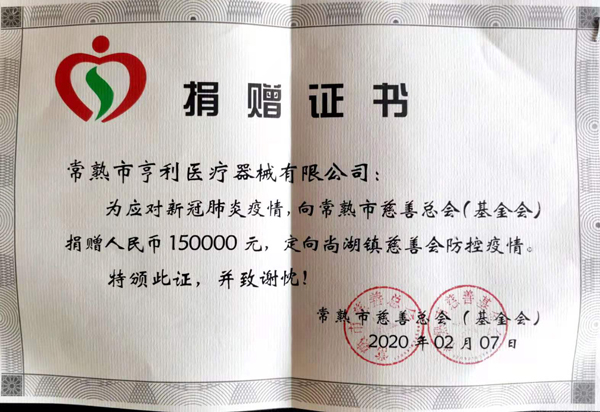 捐赠证书
常熟市亨利医疗器械有限公司：
为应对新冠肺炎疫情，向常熟市慈善总会（基金会）
捐赠人民币150000元，定向尚湖镇慈善会防控疫情。
特颁此证，并致谢忱！
常熟市慈善总会（基金会）
2020年02月07日